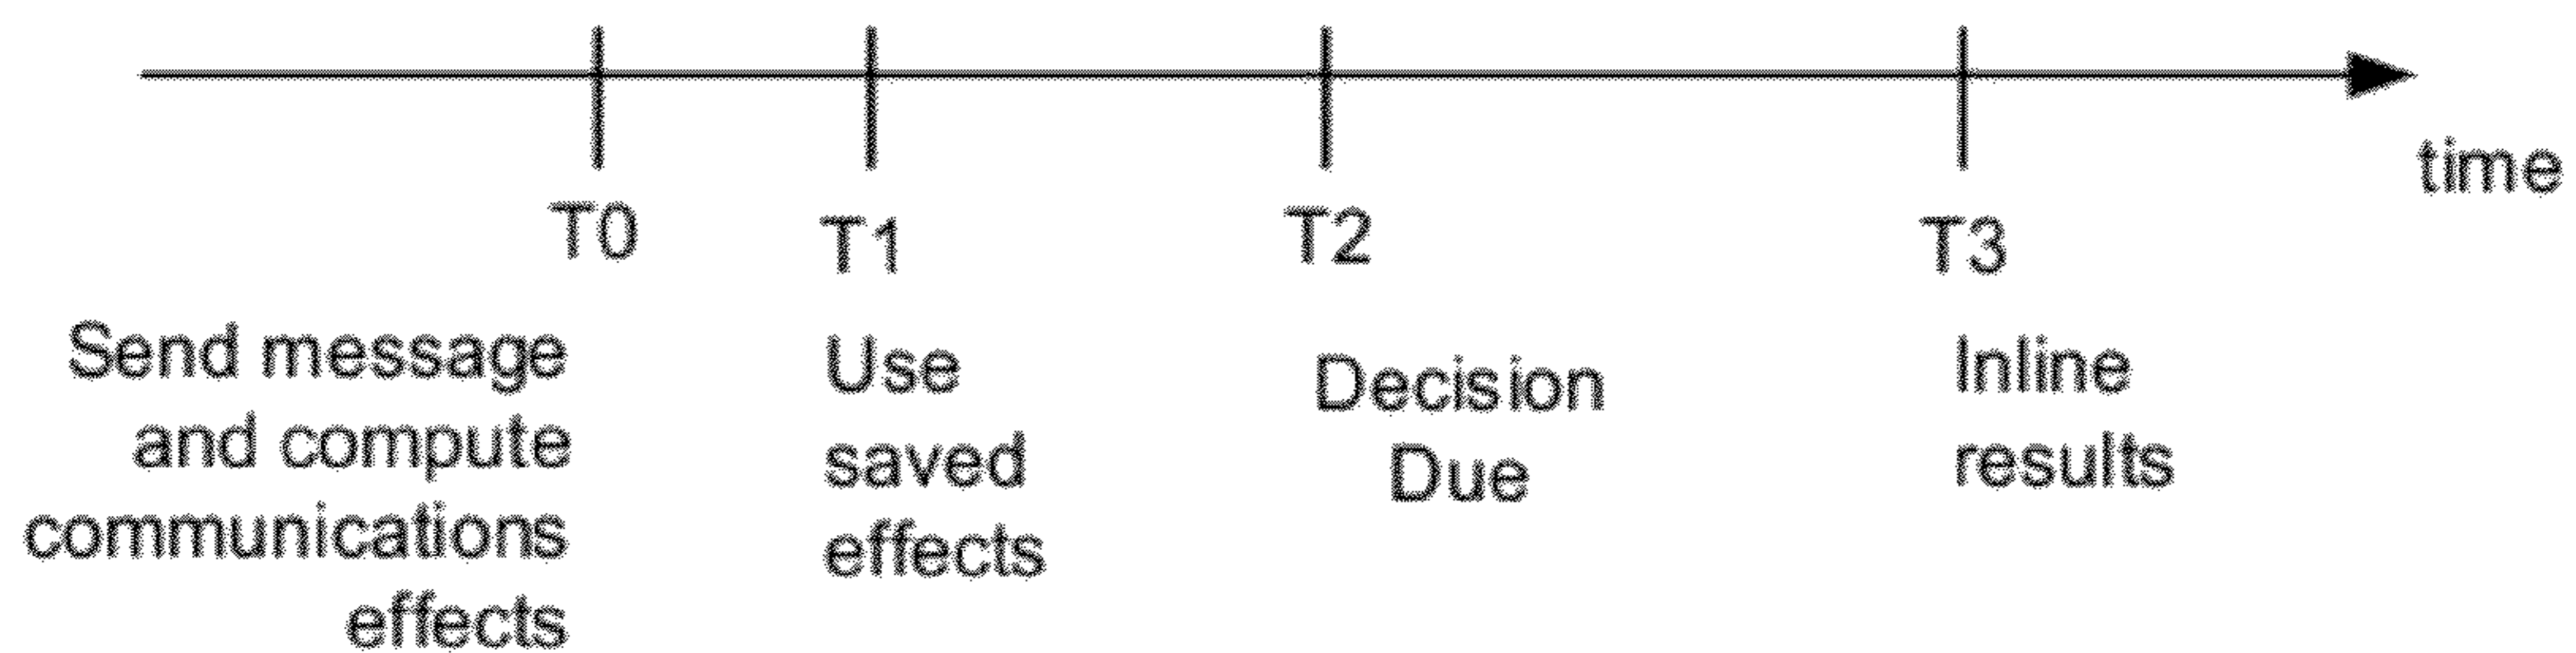 time
T0
T1
T2
T3
Send message
and compute
communications
effects
Use
saved
effects
Decision
Due
Inline
results